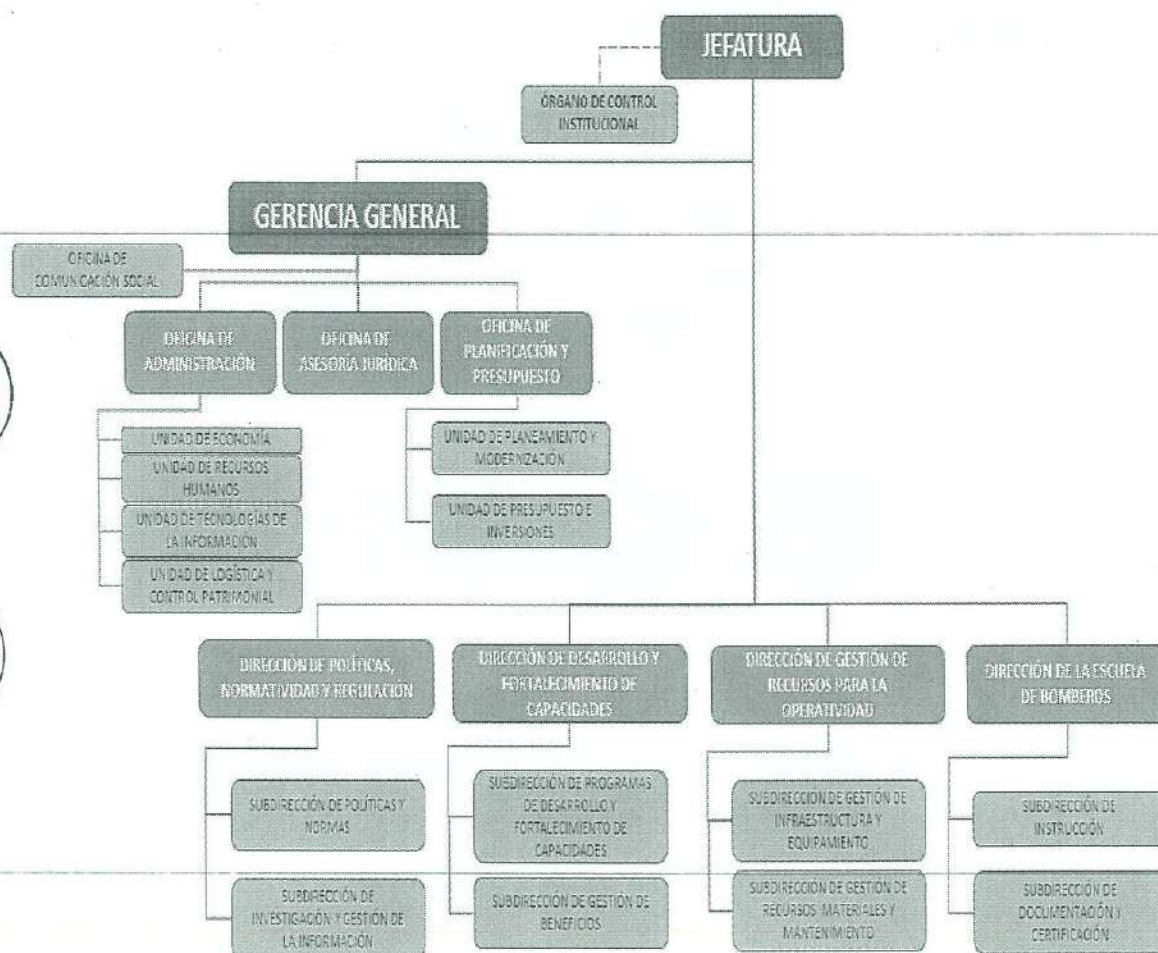 JEFATURA
ÓRGANO DE CONTROL
INSTITUCIONAL
GERENCIA GENERAL
OFICINA DE
COMUNICACIÓN SOCIAL
OFICINA DE
ADMINISTRACIÓN
OFICINA DE
ASESORÍA JURÍDICA
OFICINA DE
PLANIFICACIÓN Y
PRESUPUESTO
UNIDAD DE ECONOMÍA
UNIDAD DE RECURSOS
HUMANOS
UNIDAD DE TECNOLOGÍAS DE
LA INFORMACIÓN
UNIDAD DE LOGÍSTICA Y
CONTROL PATRIMONIAL
UNIDAD DE PLANEAMIENTO Y
MODERNIZACIÓN
UNIDAD DE PRESUPUESTO E
INVERSIONES
DIRECCIÓN DE POLÍTICAS,
NORMATIVIDAD Y REGULACIÓN
DIRECCIÓN DE DESARROLLO Y
FORTALECIMIENTO DE
CAPACIDADES
DIRECCIÓN DE GESTIÓN DE
RECURSOS PARA LA
OPERATIVIDAD
DIRECCIÓN DE LA ESCUELA
DE BOMBEROS
SUBDIRECCIÓN DE POLÍTICAS Y
NORMAS
SUBDIRECCIÓN DE
INVESTIGACIÓN Y GESTIÓN DE
LA INFORMACIÓN
SUBDIRECCIÓN DE PROGRAMAS
DE DESARROLLO Y
FORTALECIMIENTO DE
CAPACIDADES
SUBDIRECCIÓN DE GESTIÓN DE
BENEFICIOS
SUBDIRECCIÓN DE GESTIÓN DE
INFRAESTRUCTURA Y
EQUIPAMIENTO
SUBDIRECCIÓN DE GESTIÓN DE
RECURSOS MATERIALES Y
MANTENIMIENTO
SUBDIRECCIÓN DE
INSTRUCCIÓN
SUBDIRECCIÓN DE
DOCUMENTACIÓN Y
CERTIFICACIÓN